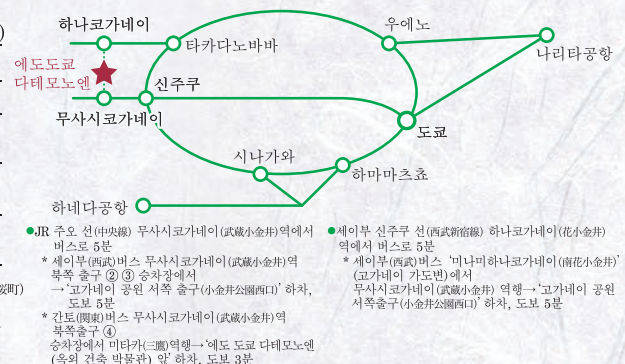 하나코가네이
타카다노바바
우에노
나리타공항
에도도쿄
다테모노엔
신주쿠
무사시코가네이
도쿄
시나가와
하마마츠쵸
하네다공항
●JR 주오 선(中央線) 무사시코가네이(武蔵小金井)역에서
버스로 5분
* 세이부(西武)버스 무사시코가네이(武蔵小金井)역
북쪽 출구 ② ③ 승차장에서
→‘고가네이 공원 서쪽 출구(小金井公園西口)’ 하차,
도보 5분
* 간토(関東)버스 무사시코가네이(武蔵小金井)역
북쪽출구 ④
승차장에서 미타카(三鷹)역행→‘에도 도쿄 다테모노엔
(옥외 건축 박물관) 앞’ 하차, 도보 3분
●세이부 신주쿠 선(西武新宿線) 하나코가네이(花小金井)
역에서 버스로 5분
* 세이부(西武)버스 ‘미나미하나코가네이(南花小金井)’
(고가네이 가도변)에서
무사시코가네이(武蔵小金井) 역행→‘고가네이 공원
서쪽출구(小金井公園西口)’ 하차, 도보 5분
町)